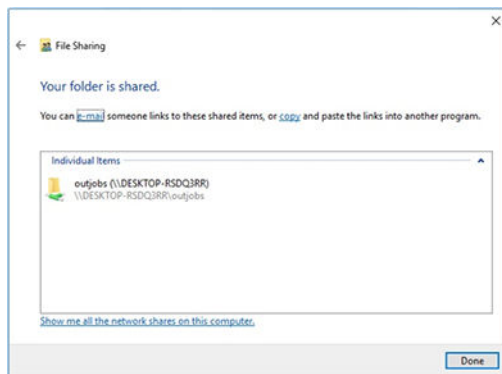 File Sharing
Your folder is shared.
You can e-mail someone links to these shared items, or copy and paste the links into another program.
Individual Items
outjobs (\\DESKTOP-RSDQ3RR)
\\DESKTOP-RSDQ3RR\outjobs
Show me all the network shares on this computer.
Done